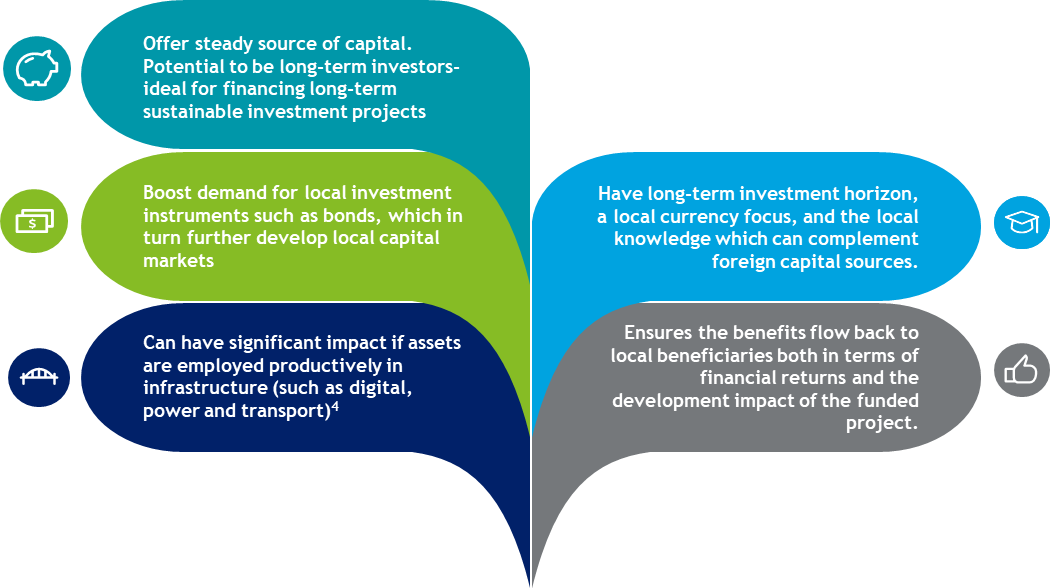 Offer steady source of capital.
Potential to be long-term investors-
ideal for financing long-term
sustainable investment projects
Boost demand for local investment
instruments such as bonds, which in
turn further develop local capital
markets
$
Can have significant impact if assets
are employed productively in
infrastructure (such as digital,
power and transport)4
Have long-term investment horizon,
a local currency focus, and the local
knowledge which can complement
foreign capital sources.
Ensures the benefits flow back to
local beneficiaries both in terms of
financial returns and the
development impact of the funded
project.